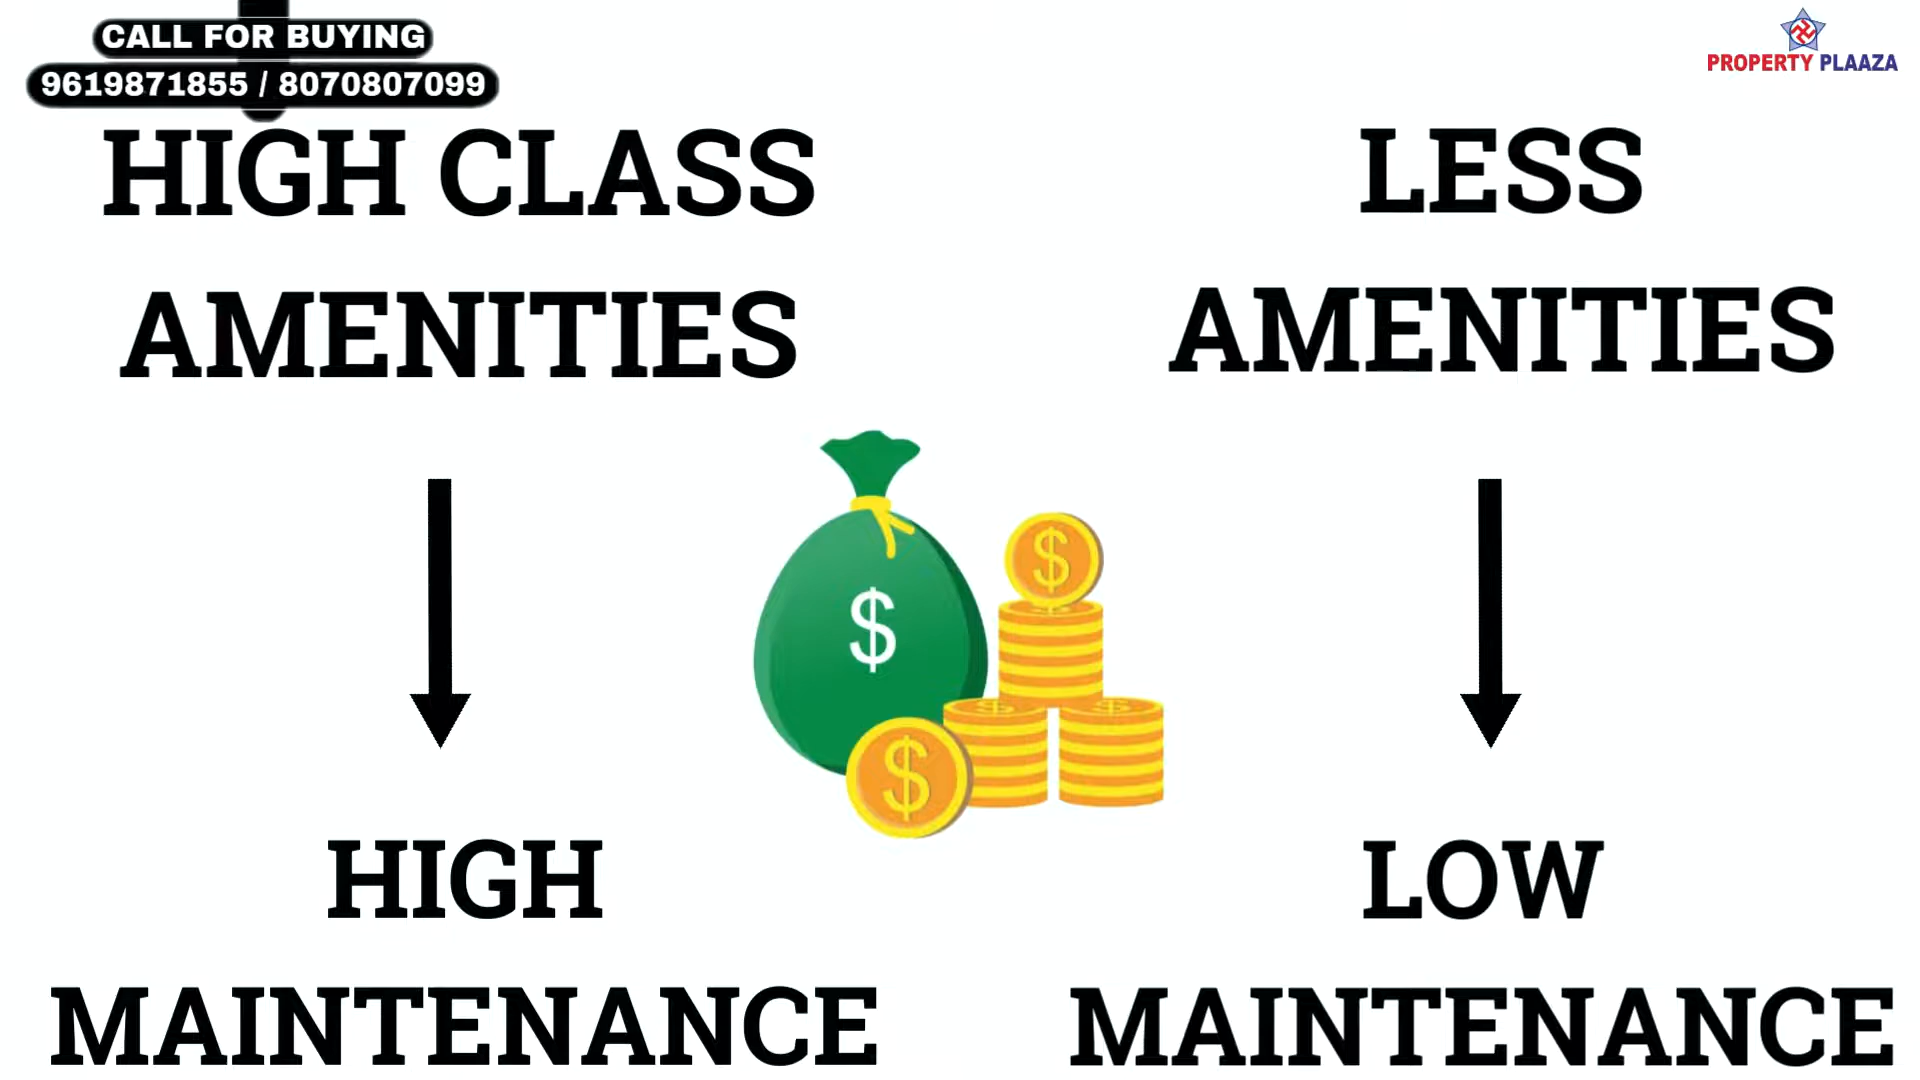 CALL FOR BUYING
9619871855 / 8070807099
PROPERTY PLAAZA
HIGH CLASS
AMENITIES
LESS
AMENITIES
$
$
$
HIGH
MAINTENANCE
LOW
MAINTENANCE